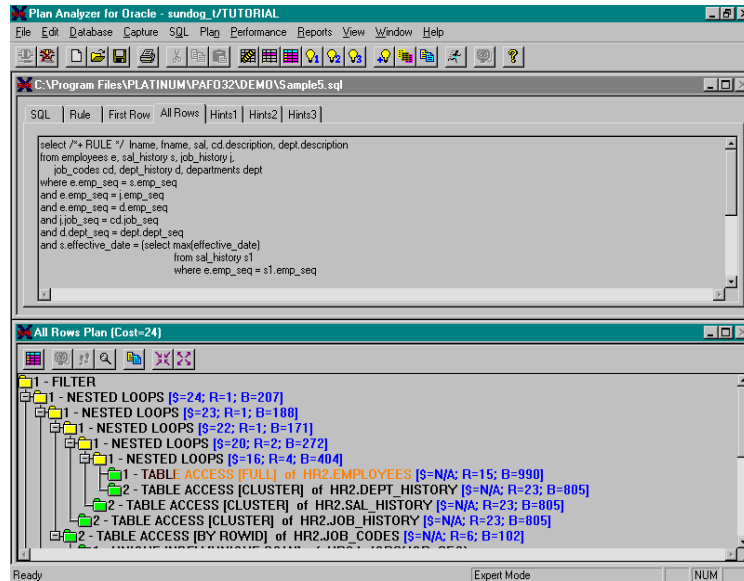 Plan Analyzer for Oracle - sundog_t/TUTORIAL
File Edit Database Capture SQL Plan Performance Reports View Window Help
C:\Program Files\PLATINUM\PAFO32\DEMO\Sample5.sql
SQL Rule First Row All Rows Hints1 Hints2 Hints3
select /*+ RULE */ lname, fname, sal, cd.description, dept.description
from employees e, sal_history s, job_history j,
job_codes cd, dept_history d, departments dept
where e.emp_seq = s.emp_seq
and e.emp_seq = j.emp_seq
and e.emp_seq = d.emp_seq
and j.job_seq = cd.job_seq
and d.dept_seq = dept.dept_seq
and s.effective_date = (select max(effective_date)
from sal_history s1
where e.emp_seq = s1.emp_seq
All Rows Plan (Cost=24)
1 - FILTER
1 - NESTED LOOPS [$=24; R=1; B=207]
1 - NESTED LOOPS [$=23; R=1; B=188]
1 - NESTED LOOPS [$=22; R=1; B=171]
1 - NESTED LOOPS [$=20; R=2; B=272]
1 - NESTED LOOPS [$=16; R=4; B=404]
1 - TABLE ACCESS [FULL] of HR2.EMPLOYEES [$=N/A; R=15; B=990]
2 - TABLE ACCESS [CLUSTER] of HR2.DEPT_HISTORY [$=N/A; R=23; B=805]
2 - TABLE ACCESS [CLUSTER] of HR2.SAL_HISTORY [$=N/A; R=23; B=805]
2 - TABLE ACCESS [CLUSTER] of HR2.JOB_HISTORY [$=N/A; R=23; B=805]
2 - TABLE ACCESS [BY ROWID] of HR2.JOB_CODES [$=N/A; R=6; B=102]
Ready Expert Mode NUM